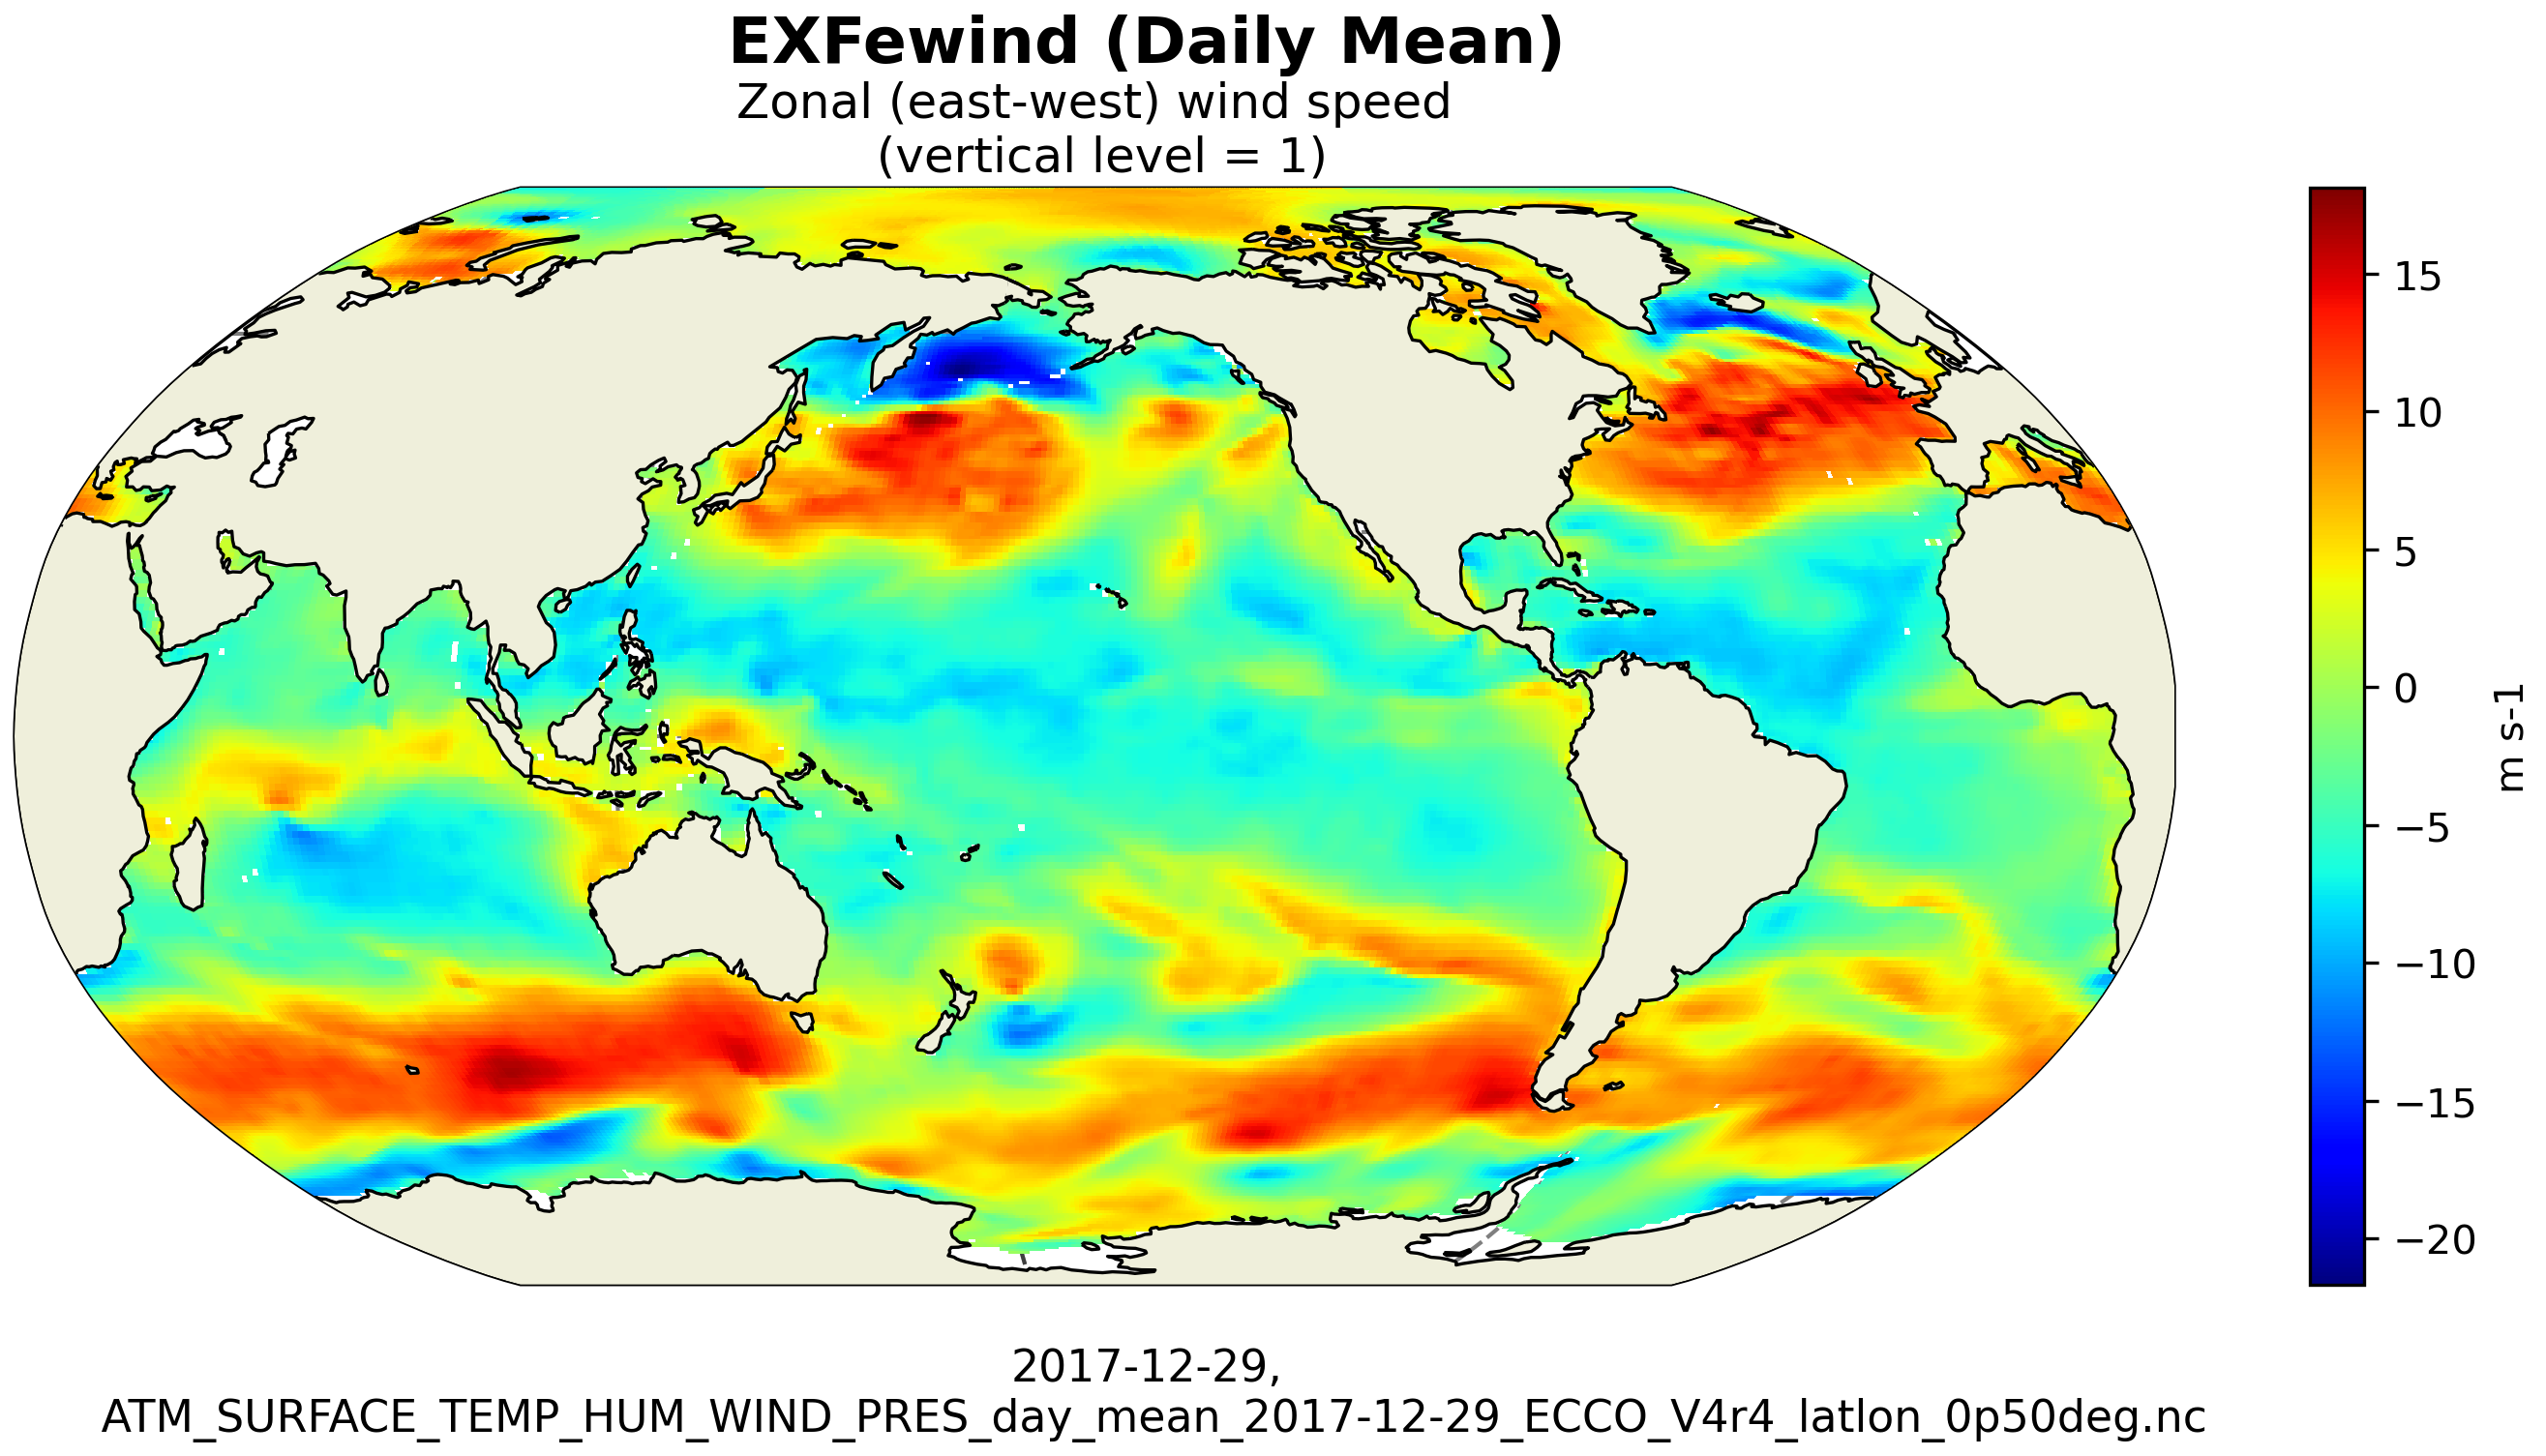 EXFewind (Daily Mean)
Zonal (east-west) wind speed
(vertical level = 1)
15
10
5
0
−5
−10
−15
−20
m s-1
2017-12-29,
ATM_SURFACE_TEMP_HUM_WIND_PRES_day_mean_2017-12-29_ECCO_V4r4_latlon_0p50deg.nc